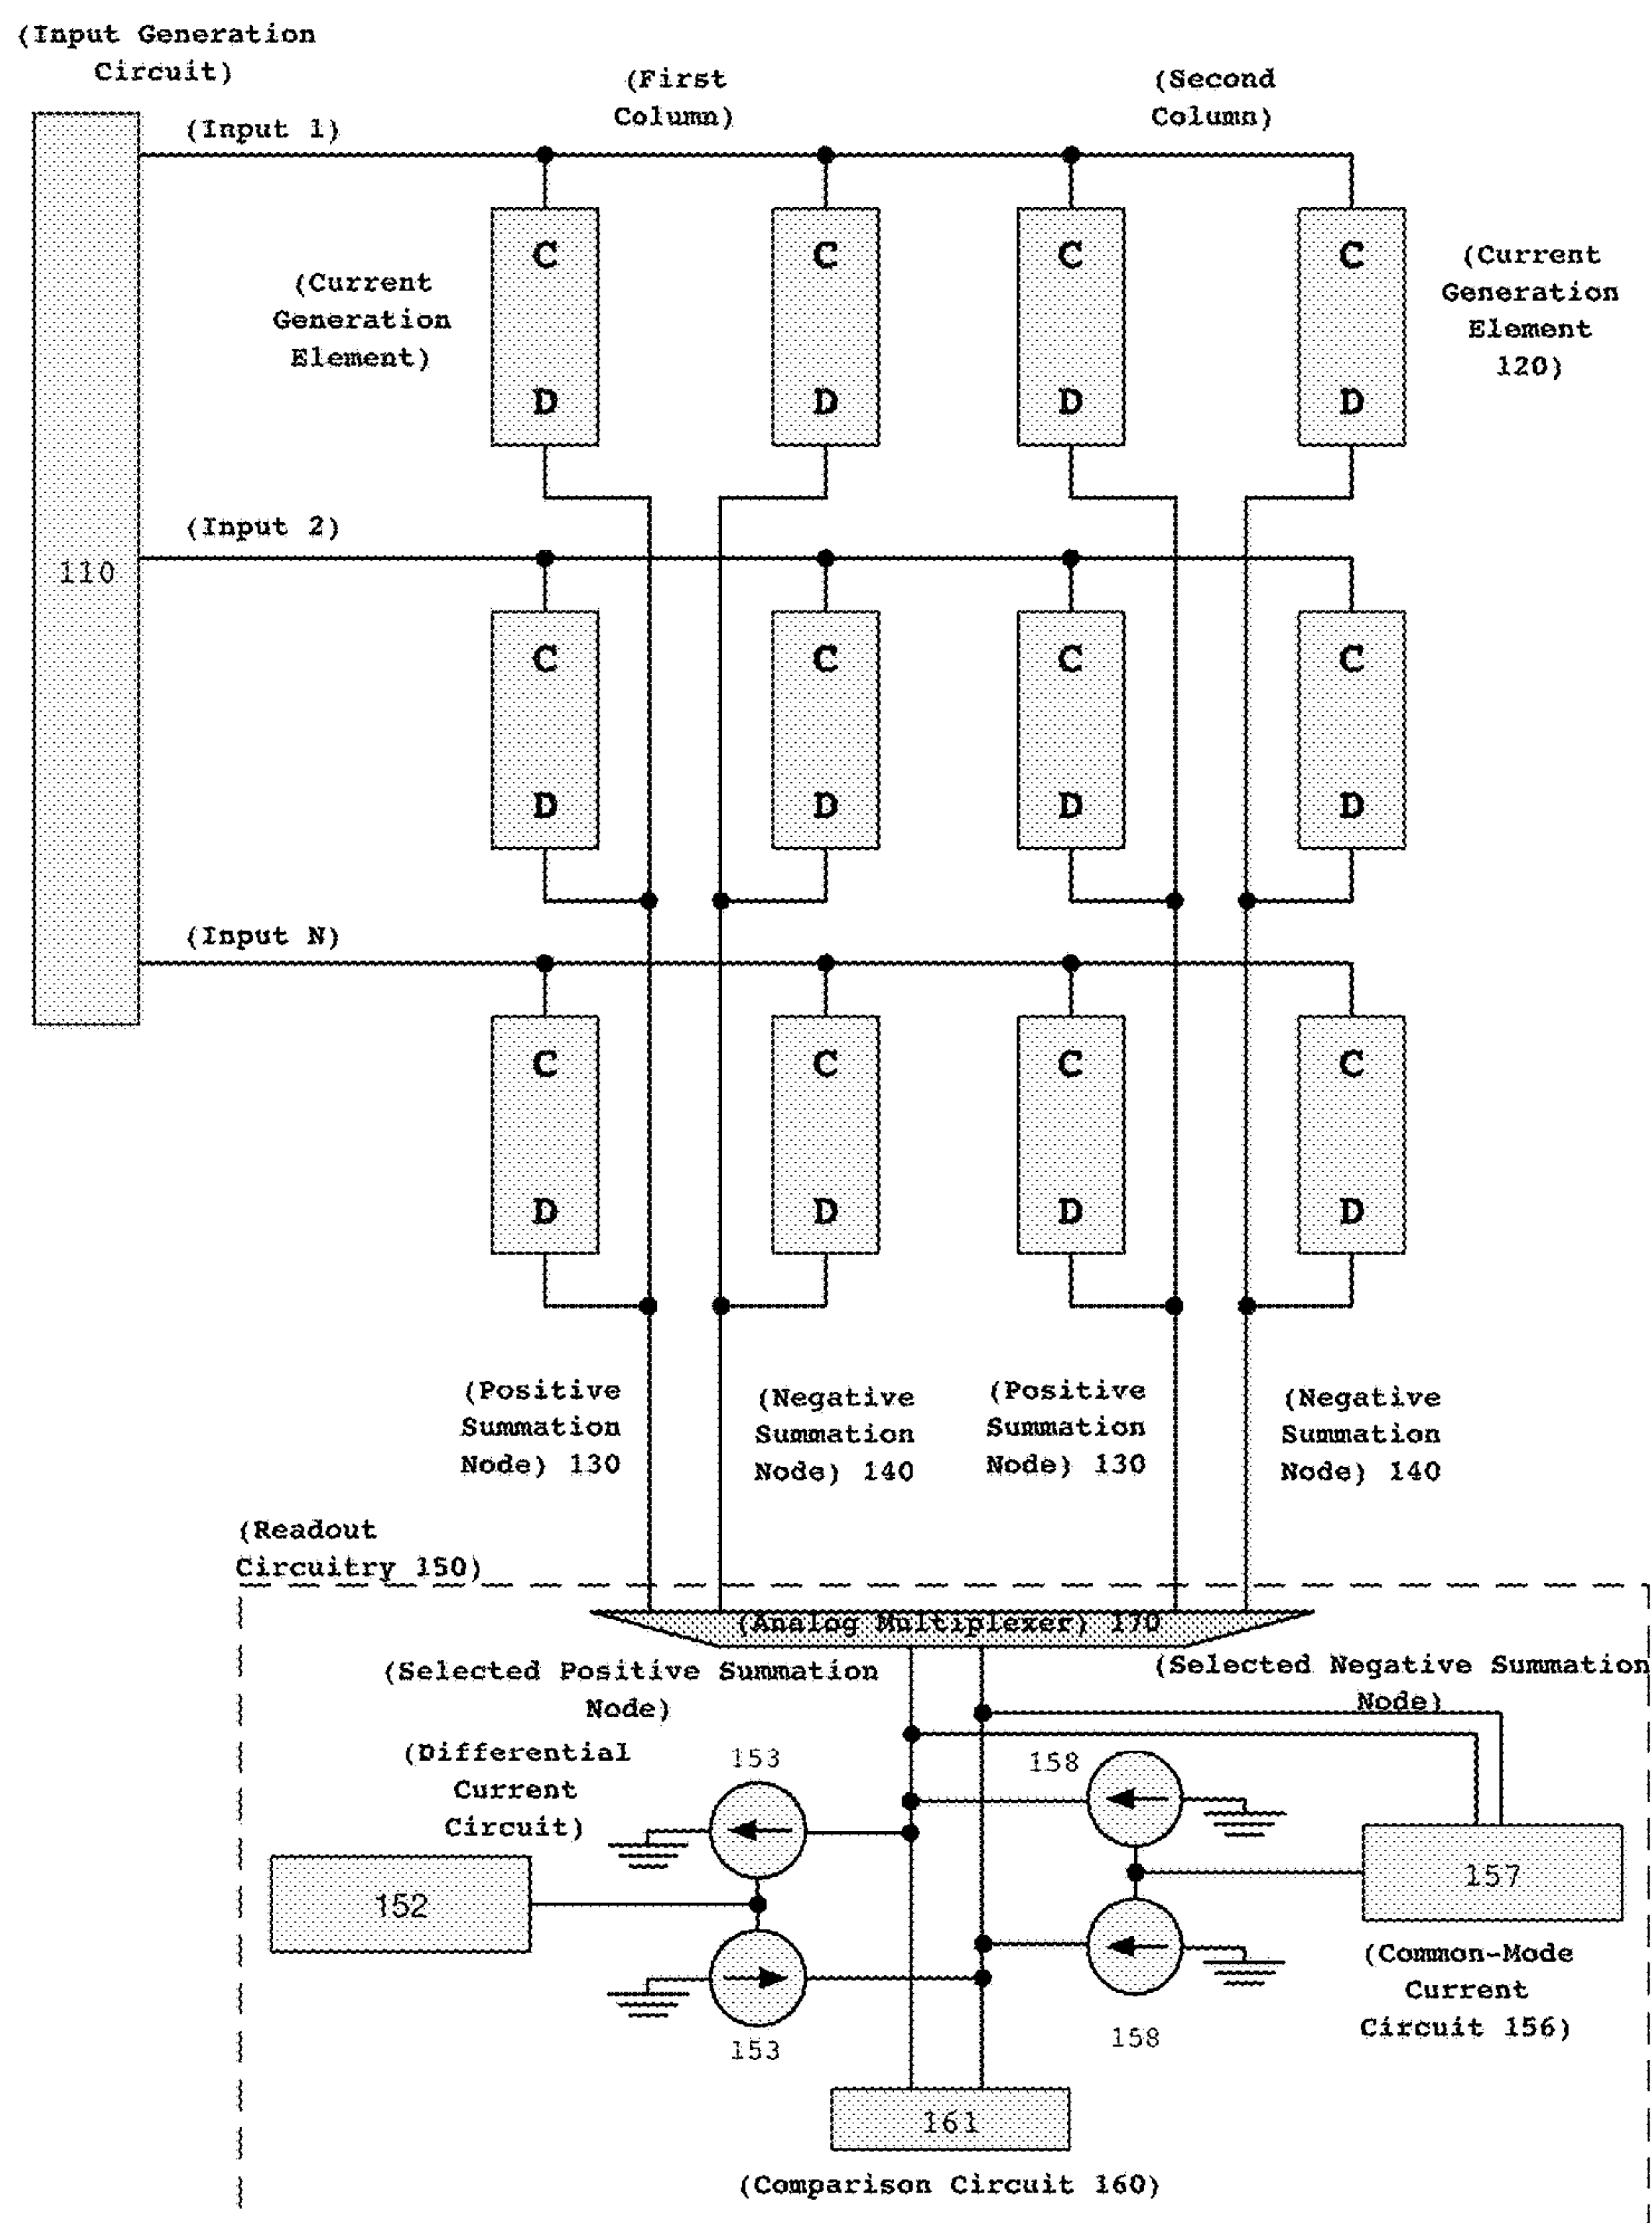 (Input Generation
Circuit)
(First
Column)
(Second
Column)
(Input 1)
C
C
C
C
(Current
Generation
Element)
(Current
Generation
Element
120)
D
D
D
D
(Input 2)
110
C
C
C
C
D
D
D
D
(Input N)
C
C
C
C
D
D
D
D
(Positive
Summation
Node) 130
(Negative
Summation
Node) 140
(Positive
Summation
Node) 130
(Negative
Summation
Node) 140
(Readout
Circuitry 150)
(Analog Multiplexer) 170
(Selected Positive Summation
Node)
(Selected Negative Summation
Node)
(Differential
Current
Circuit)
153
158
152
157
153
158
(Common-Mode
Current
Circuit 156)
161
(Comparison Circuit 160)